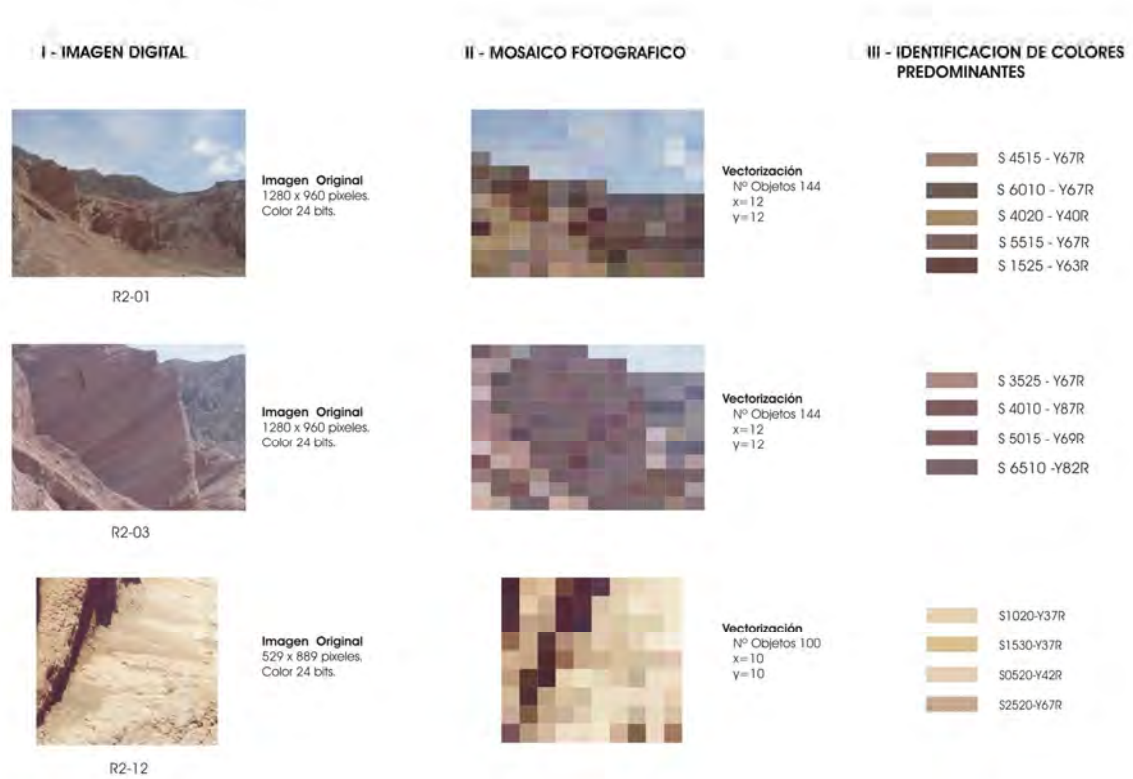 I - IMAGEN DIGITAL
II - MOSAICO FOTOGRAFICO
III - IDENTIFICACION DE COLORES
PREDOMINANTES
Imagen Original
1280 x 960 pixeles.
Color 24 bits.
R2-01
Vectorización
Nº Objetos 144
x=12
y=12
S 4515 - Y67R
S 6010 - Y67R
S 4020 - Y40R
S 5515 - Y67R
S 1525 - Y63R
Imagen Original
1280 x 960 pixeles.
Color 24 bits.
R2-03
Vectorización
Nº Objetos 144
x=12
y=12
S 3525 - Y67R
S 4010 - Y87R
S 5015 - Y69R
S 6510 -Y82R
Imagen Original
529 x 889 pixeles.
Color 24 bits.
R2-12
Vectorización
Nº Objetos 100
x=10
y=10
S1020-Y37R
S1530-Y37R
S0520-Y42R
S2520-Y67R